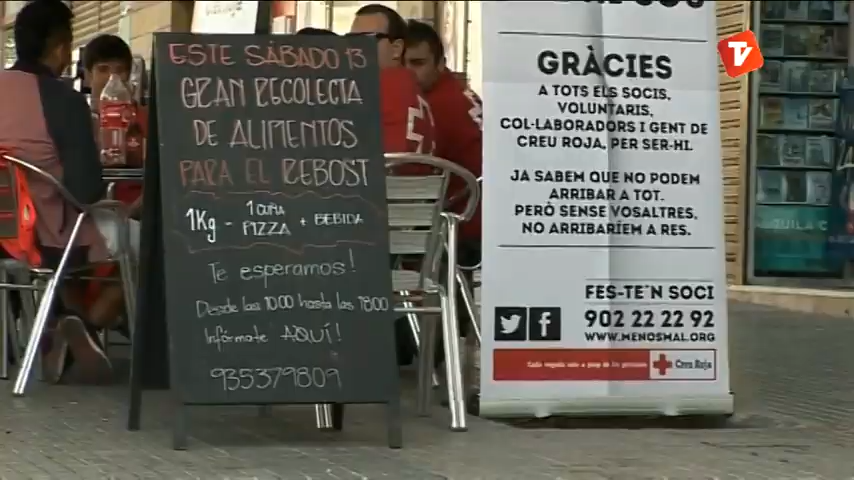 ESTE SÁBADO 13
GRAN RECOLECTA
DE ALIMENTOS
PARA EL REBOST
1Kg - 1 CUÑA PIZZA + BEBIDA
Te esperamos!
Desde las 10:00 hasta las 18:00
Infórmate AQUÍ!
935379809
GRÀCIES
A TOTS ELS SOCIS,
VOLUNTARIS,
COL·LABORADORS I GENT DE
CREU ROJA, PER SER-HI.
JA SABEM QUE NO PODEM
ARRIBAR A TOT.
PERÒ SENSE VOSALTRES,
NO ARRIBARÍEM A RES.
FES-TE'N SOCI
902 22 22 92
WWW.MENOSMAL.ORG
Creu Roja
TV